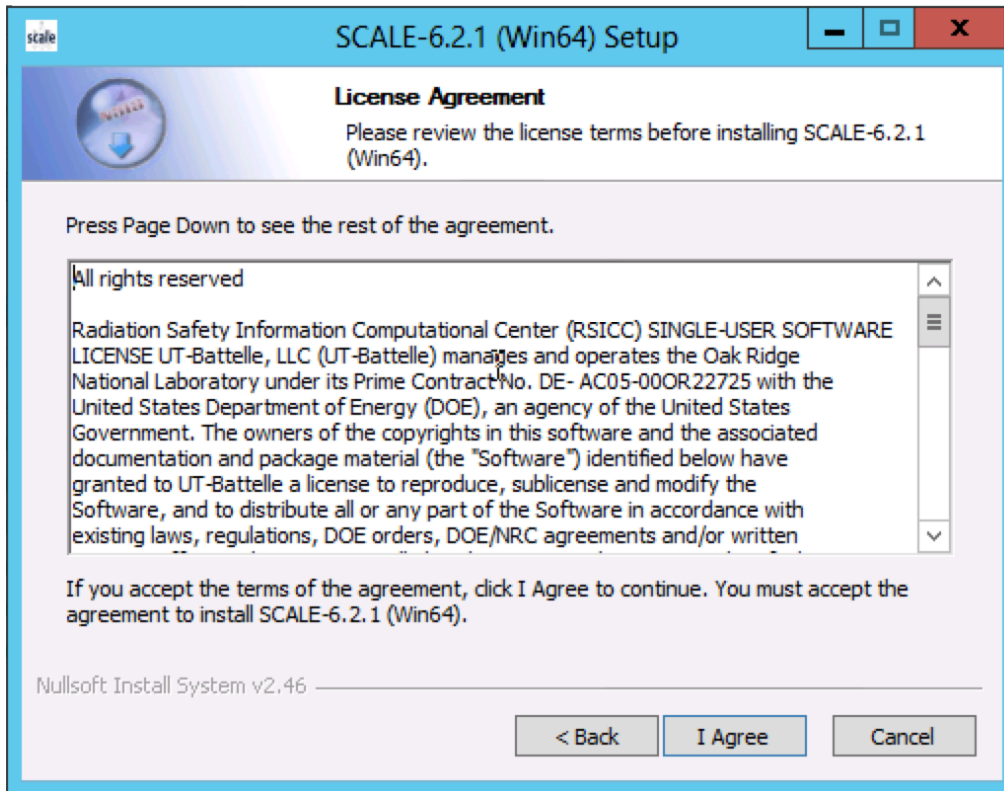 scale
SCALE-6.2.1 (Win64) Setup
License Agreement
Please review the license terms before installing SCALE-6.2.1
(Win64).
Press Page Down to see the rest of the agreement.
All rights reserved
Radiation Safety Information Computational Center (RSICC) SINGLE-USER SOFTWARE
LICENSE UT-Battelle, LLC (UT-Battelle) manages and operates the Oak Ridge
National Laboratory under its Prime Contract No. DE- AC05-00OR22725 with the
United States Department of Energy (DOE), an agency of the United States
Government. The owners of the copyrights in this software and the associated
documentation and package material (the "Software") identified below have
granted to UT-Battelle a license to reproduce, sublicense and modify the
Software, and to distribute all or any part of the Software in accordance with
existing laws, regulations, DOE orders, DOE/NRC agreements and/or written
If you accept the terms of the agreement, click I Agree to continue. You must accept the
agreement to install SCALE-6.2.1 (Win64).
Nullsoft Install System v2.46
< Back
I Agree
Cancel